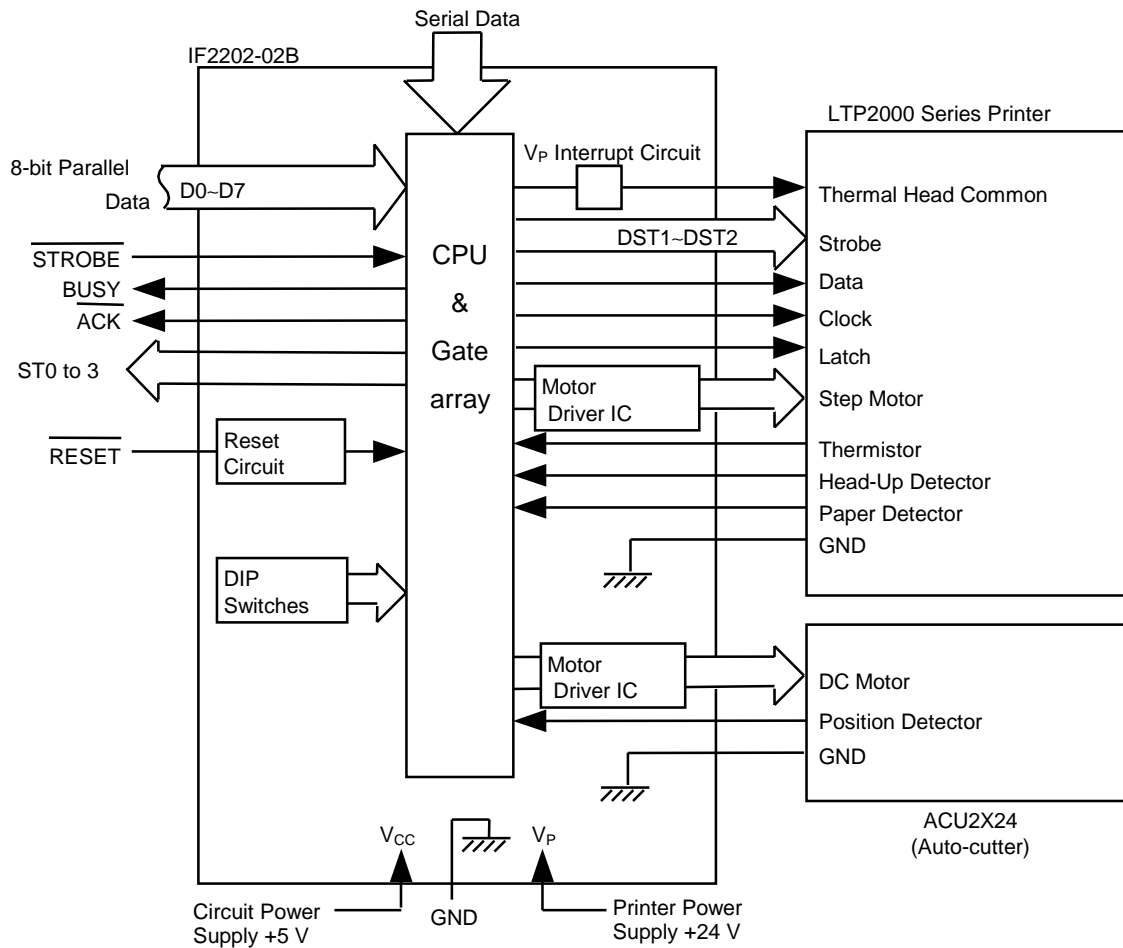 Serial Data
IF2202-02B
LTP2000 Series Printer
8-bit Parallel
Data
D0~D7
VP Interrupt Circuit
Thermal Head Common
DST1~DST2
Strobe
STROBE
CPU
&
Gate
array
BUSY
Data
ACK
Clock
Latch
ST0 to 3
Motor
Driver IC
Step Motor
RESET
Reset
Circuit
Thermistor
Head-Up Detector
Paper Detector
GND
DIP
Switches
Motor
Driver IC
DC Motor
Position Detector
GND
ACU2X24
(Auto-cutter)
VCC
VP
Circuit Power
Supply +5 V
GND
Printer Power
Supply +24 V